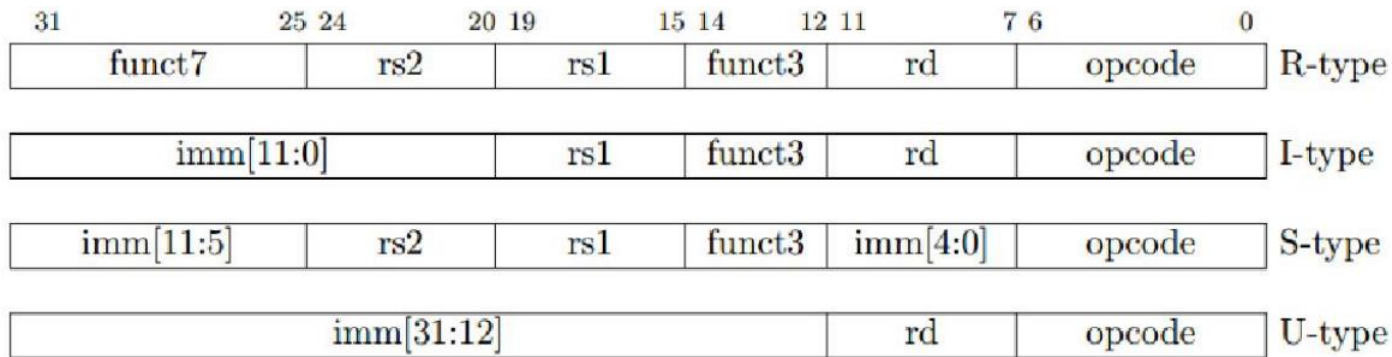 31 25 24 20 19 15 14 12 11 7 6 0
funct7 rs2 rs1 funct3 rd opcode R-type
imm[11:0] rs1 funct3 rd opcode I-type
imm[11:5] rs2 rs1 funct3 imm[4:0] opcode S-type
imm[31:12] rd opcode U-type